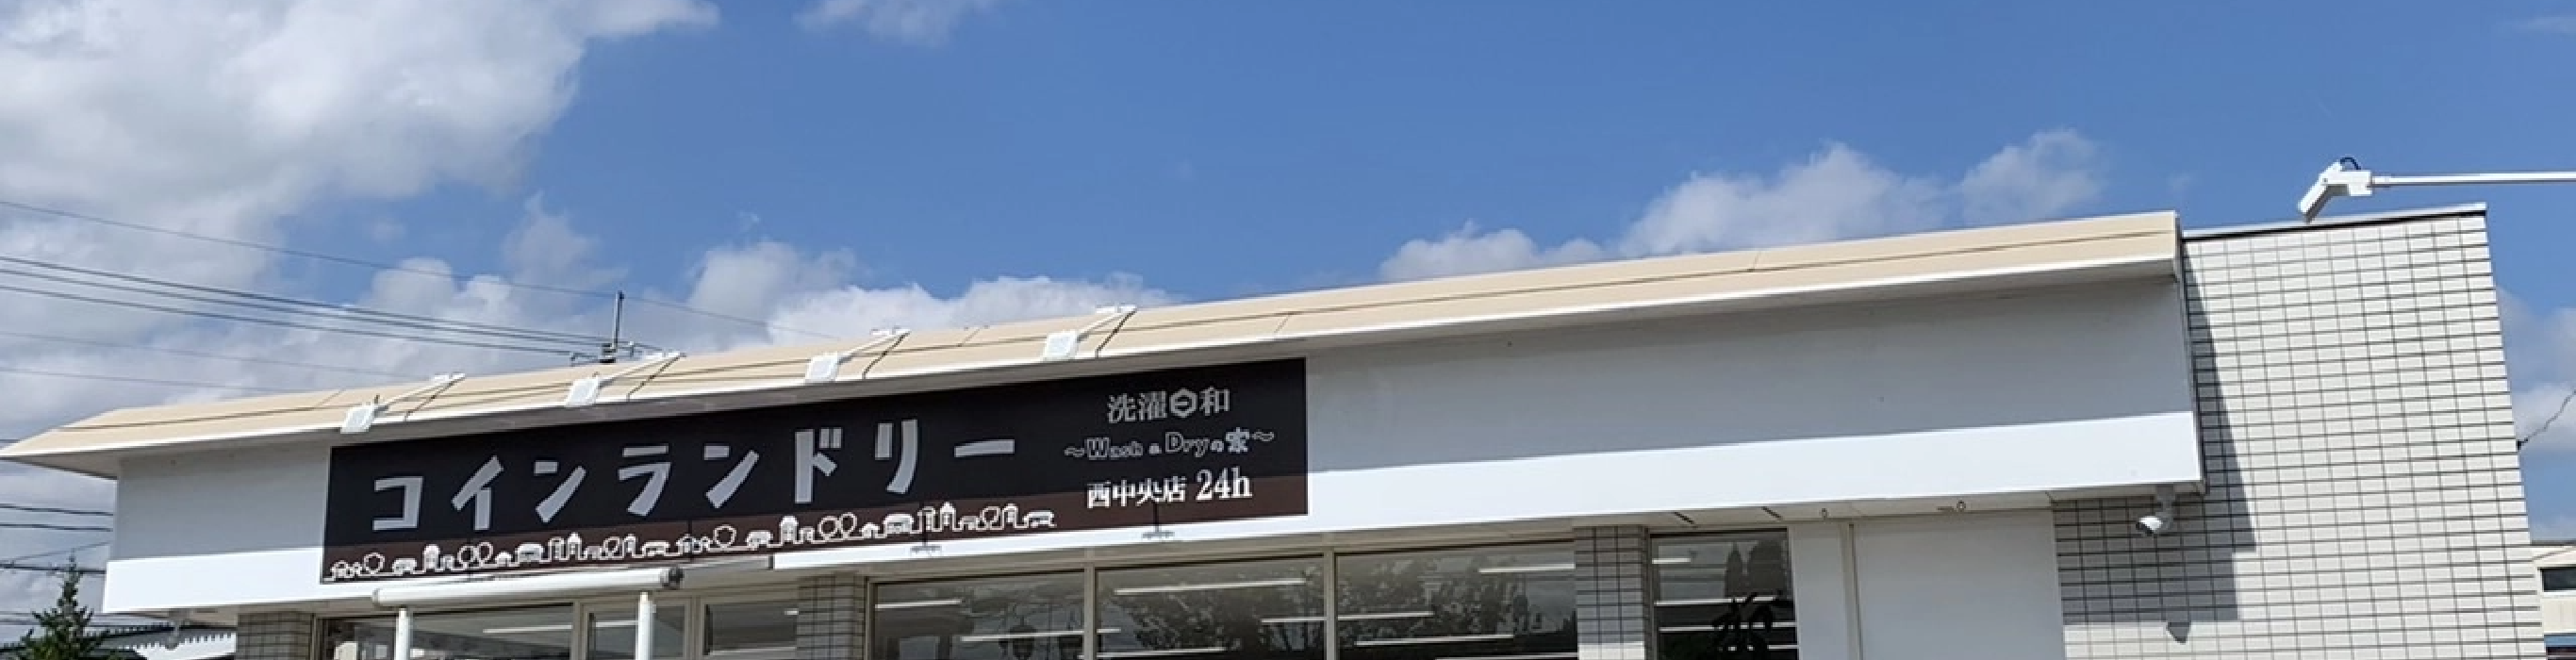 コインランドリー
洗濯日和
～Wash & Dryの家～
西中央店 24h